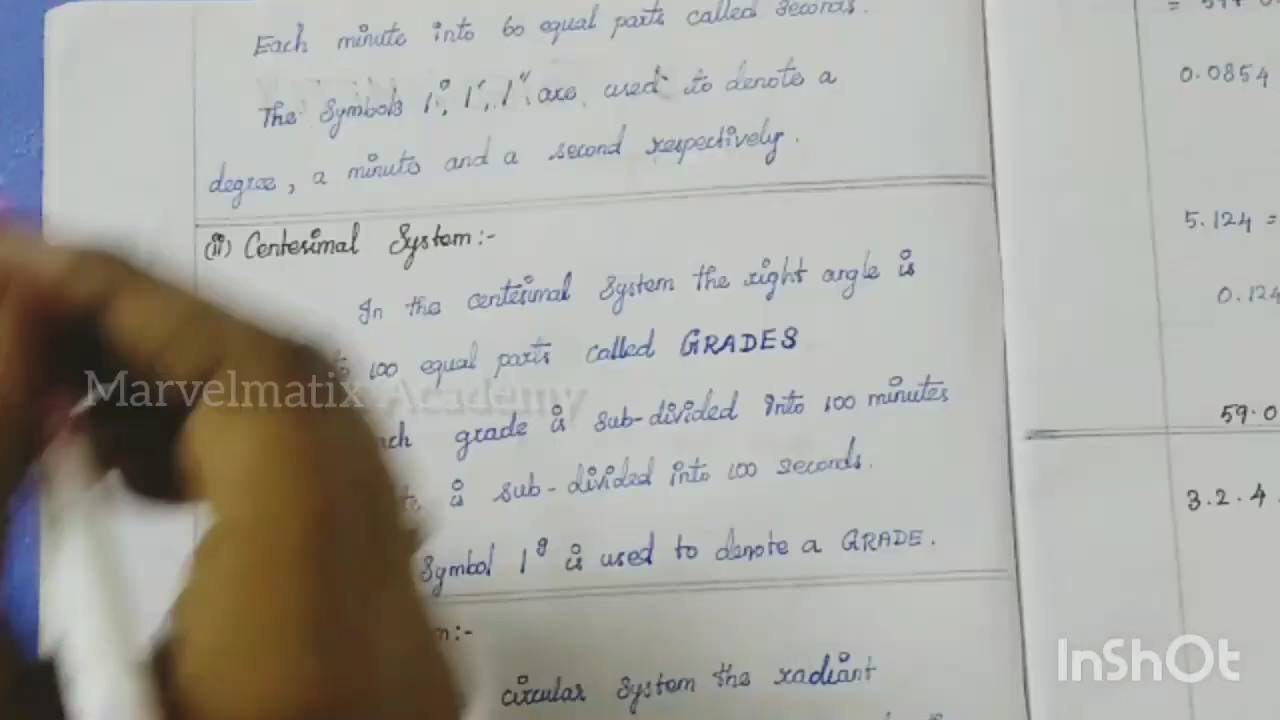 Each minute into 60 equal parts called seconds.
The Symbols 1°, 1', 1" are used to denote a
degree, a minute and a second respectively.
(ii) Centesimal System:-
In the centesimal System the right angle is
100 equal parts called GRADES
grade is sub-divided into 100 minutes
is sub-divided into 100 seconds.
Symbol 1^g is used to denote a GRADE.
circular System the radiant
0.0854
5.124 =
0.124
59.0
3.2.4
Marvelmatix Academy
InShOt